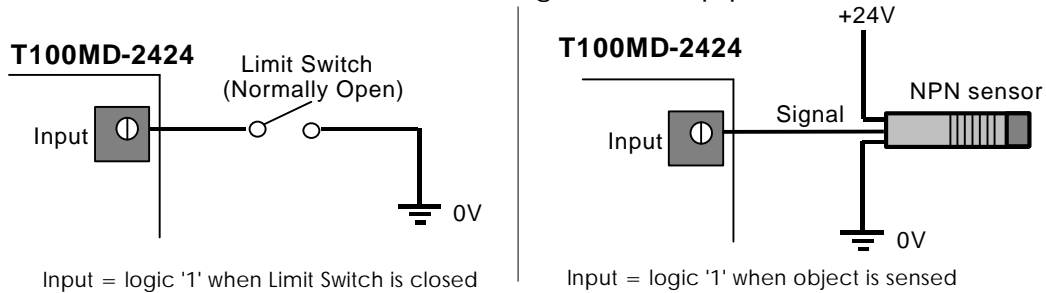 T100MD-2424
Limit Switch
(Normally Open)
Input
0V
Input = logic '1' when Limit Switch is closed
+24V
T100MD-2424
NPN sensor
Signal
Input
0V
Input = logic '1' when object is sensed